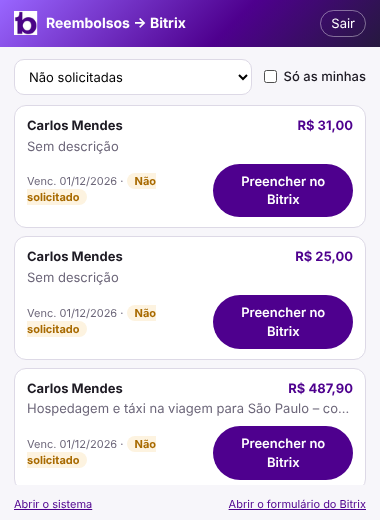 b Reembolsos → Bitrix Sair
Não solicitadas Só as minhas
Carlos Mendes R$ 31,00
Sem descrição
Venc. 01/12/2026 · Não solicitado
Preencher no
Bitrix
Carlos Mendes R$ 25,00
Sem descrição
Venc. 01/12/2026 · Não solicitado
Preencher no
Bitrix
Carlos Mendes R$ 487,90
Hospedagem e táxi na viagem para São Paulo – co...
Venc. 01/12/2026 · Não solicitado
Preencher no
Bitrix
Abrir o sistema Abrir o formulário do Bitrix